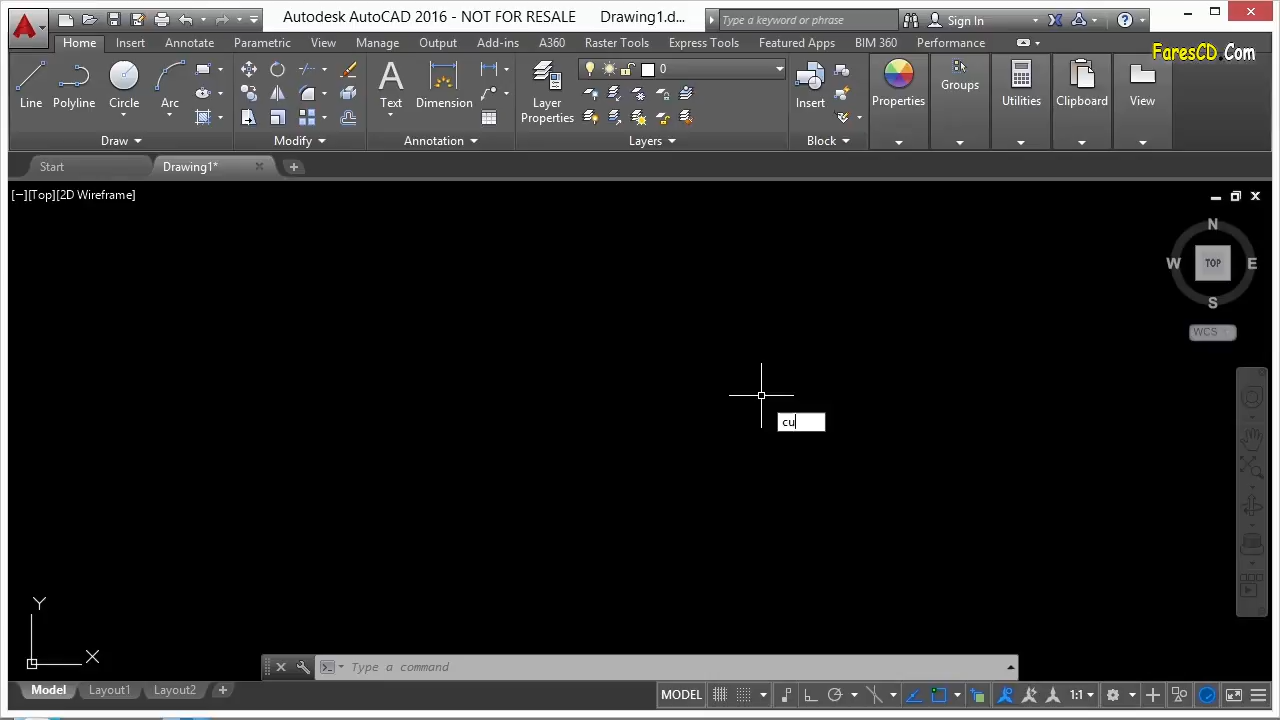 Autodesk AutoCAD 2016 - NOT FOR RESALE Drawing1.d... Type a keyword or phrase Sign In
Home Insert Annotate Parametric View Manage Output Add-ins A360 Raster Tools Express Tools Featured Apps BIM 360 Performance
FaresCD.Com
Line Polyline Circle Arc Text Dimension Layer Properties 0 Insert Properties Groups Utilities Clipboard View
Draw Modify Annotation Layers Block
Start Drawing1*
[−][Top][2D Wireframe]
N
W TOP E
S
WCS
cu
Y
X
Type a command
Model Layout1 Layout2 MODEL 1:1